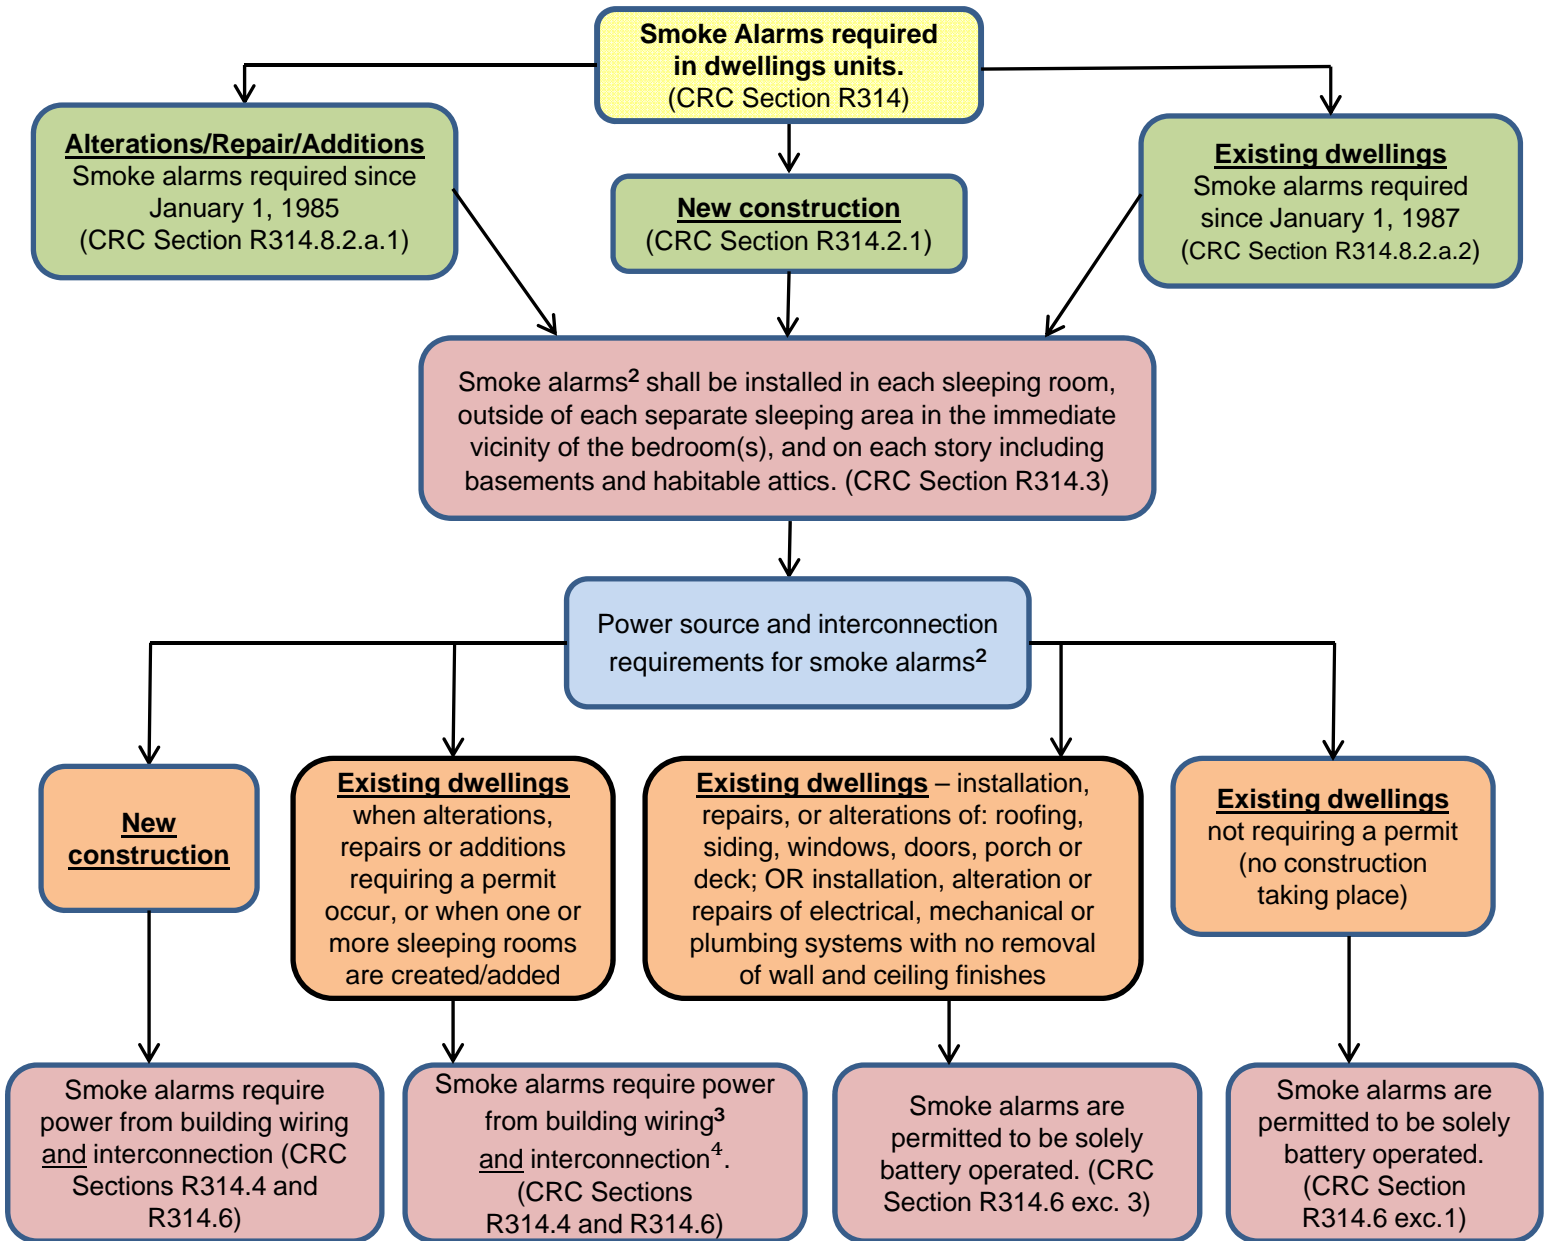 Smoke Alarms required
in dwellings units.
(CRC Section R314)
Alterations/Repair/Additions
Smoke alarms required since
January 1, 1985
(CRC Section R314.8.2.a.1)
New construction
(CRC Section R314.2.1)
Existing dwellings
Smoke alarms required
since January 1, 1987
(CRC Section R314.8.2.a.2)
Smoke alarms² shall be installed in each sleeping room,
outside of each separate sleeping area in the immediate
vicinity of the bedroom(s), and on each story including
basements and habitable attics. (CRC Section R314.3)
Power source and interconnection
requirements for smoke alarms²
New
construction
Existing dwellings
when alterations,
repairs or additions
requiring a permit
occur, or when one or
more sleeping rooms
are created/added
Existing dwellings – installation,
repairs, or alterations of: roofing,
siding, windows, doors, porch or
deck; OR installation, alteration or
repairs of electrical, mechanical or
plumbing systems with no removal
of wall and ceiling finishes
Existing dwellings
not requiring a permit
(no construction
taking place)
Smoke alarms require
power from building wiring
and interconnection (CRC
Sections R314.4 and
R314.6)
Smoke alarms require power
from building wiring³
and interconnection⁴.
(CRC Sections
R314.4 and R314.6)
Smoke alarms are
permitted to be solely
battery operated. (CRC
Section R314.6 exc. 3)
Smoke alarms are
permitted to be solely
battery operated.
(CRC Section
R314.6 exc.1)